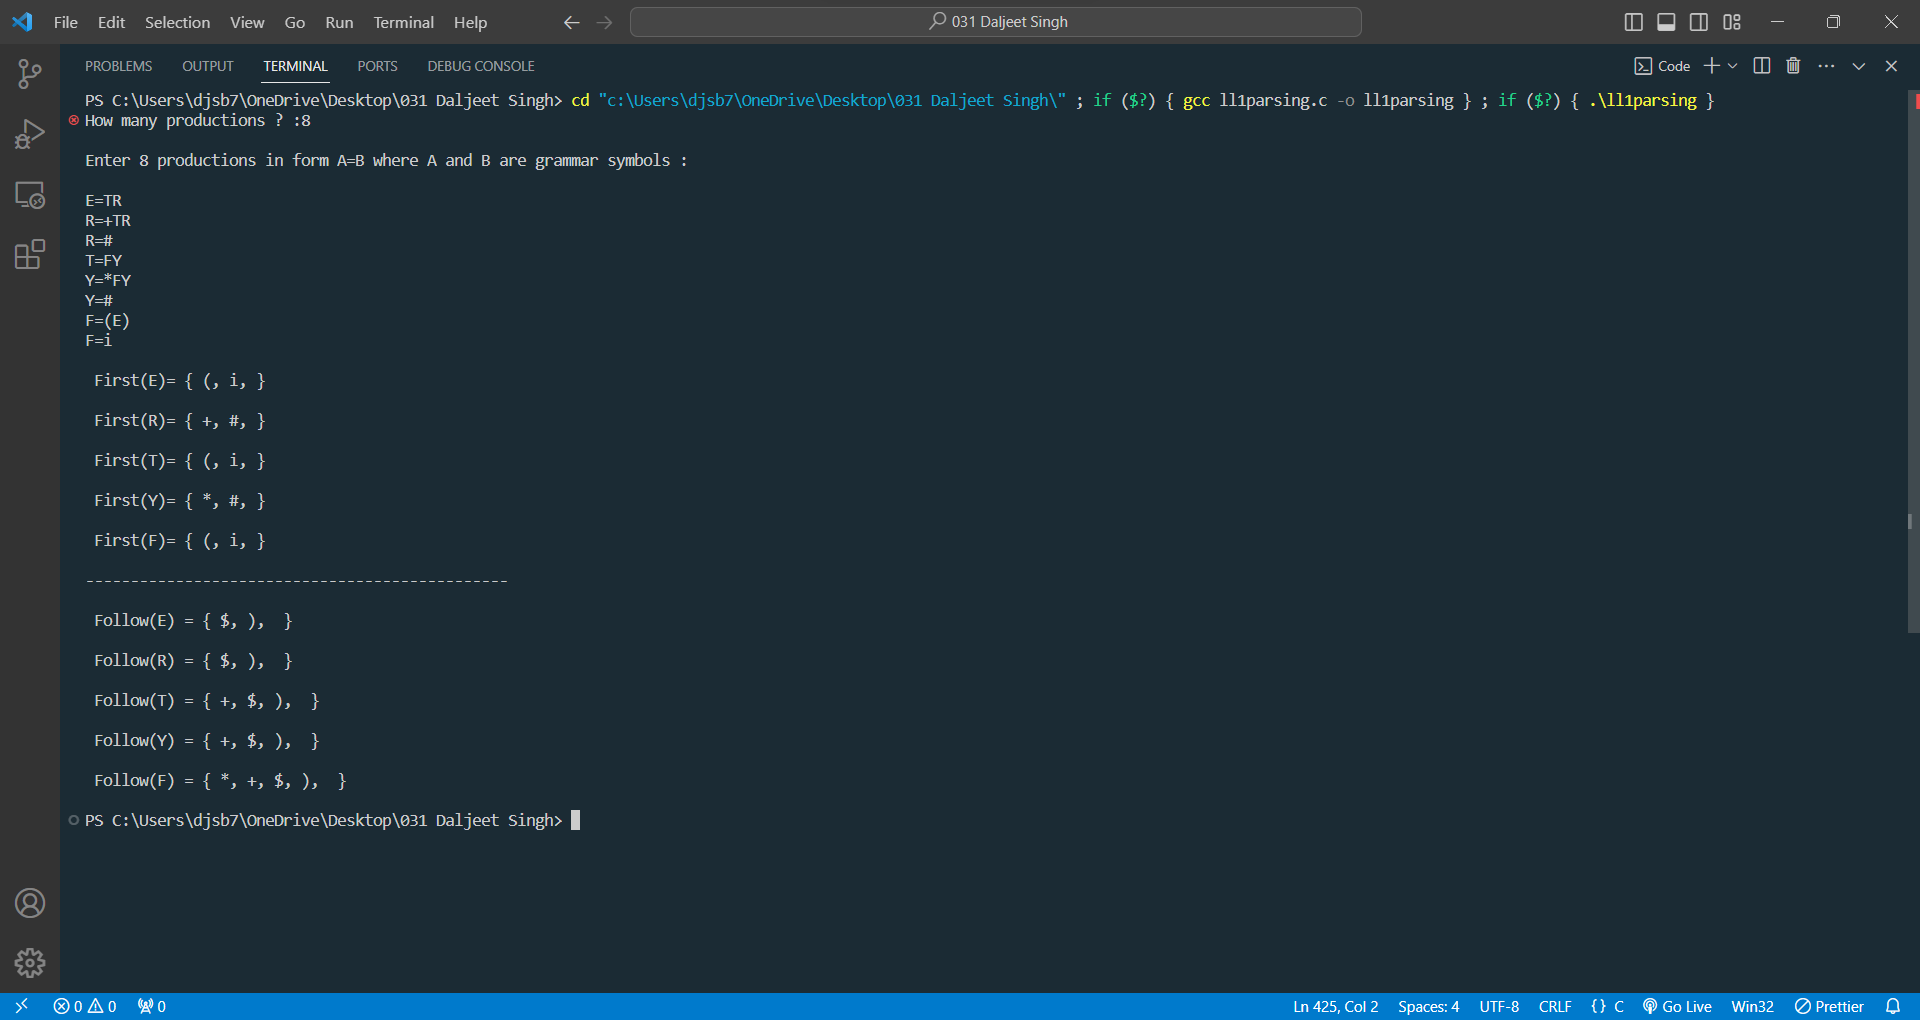 File Edit Selection View Go Run Terminal Help
031 Daljeet Singh
PROBLEMS OUTPUT TERMINAL PORTS DEBUG CONSOLE
Code
PS C:\Users\djsb7\OneDrive\Desktop\031 Daljeet Singh> cd "c:\Users\djsb7\OneDrive\Desktop\031 Daljeet Singh\" ; if ($?) { gcc ll1parsing.c -o ll1parsing } ; if ($?) { .\ll1parsing }
How many productions ? :8
Enter 8 productions in form A=B where A and B are grammar symbols :
E=TR
R=+TR
R=#
T=FY
Y=*FY
Y=#
F=(E)
F=i
First(E)= { (, i, }
First(R)= { +, #, }
First(T)= { (, i, }
First(Y)= { *, #, }
First(F)= { (, i, }
-----------------------------------------------
Follow(E) = { $, ),  }
Follow(R) = { $, ),  }
Follow(T) = { +, $, ),  }
Follow(Y) = { +, $, ),  }
Follow(F) = { *, +, $, ),  }
PS C:\Users\djsb7\OneDrive\Desktop\031 Daljeet Singh>
0 0 0 Ln 425, Col 2 Spaces: 4 UTF-8 CRLF {} C Go Live Win32 Prettier